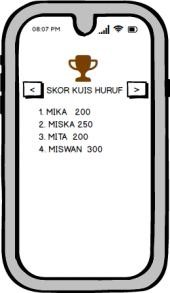 08:07 PM
< SKOR KUIS HURUF >
1. MIKA 200
2. MISKA 250
3. MITA 200
4. MISWAN 300